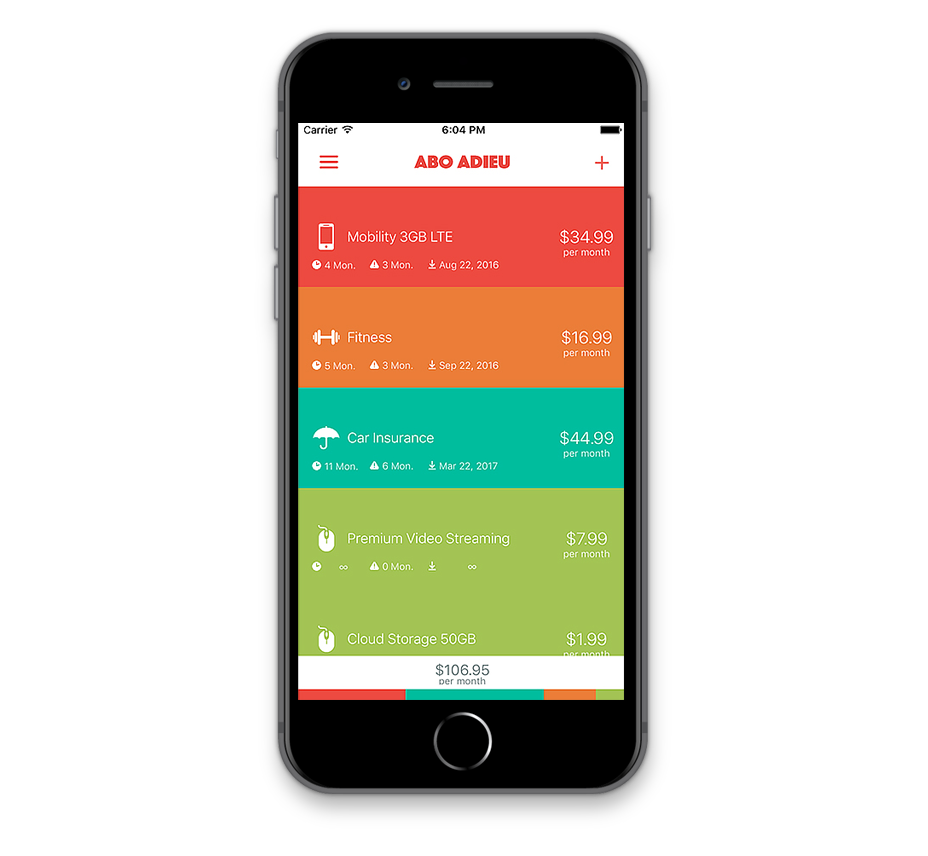 Carrier 6:04 PM
ABO ADIEU
Mobility 3GB LTE $34.99
per month
4 Mon. 3 Mon. Aug 22, 2016
Fitness $16.99
per month
5 Mon. 3 Mon. Sep 22, 2016
Car Insurance $44.99
per month
11 Mon. 6 Mon. Mar 22, 2017
Premium Video Streaming $7.99
per month
∞ 0 Mon. ∞
Cloud Storage 50GB $1.99
per month
$106.95
per month